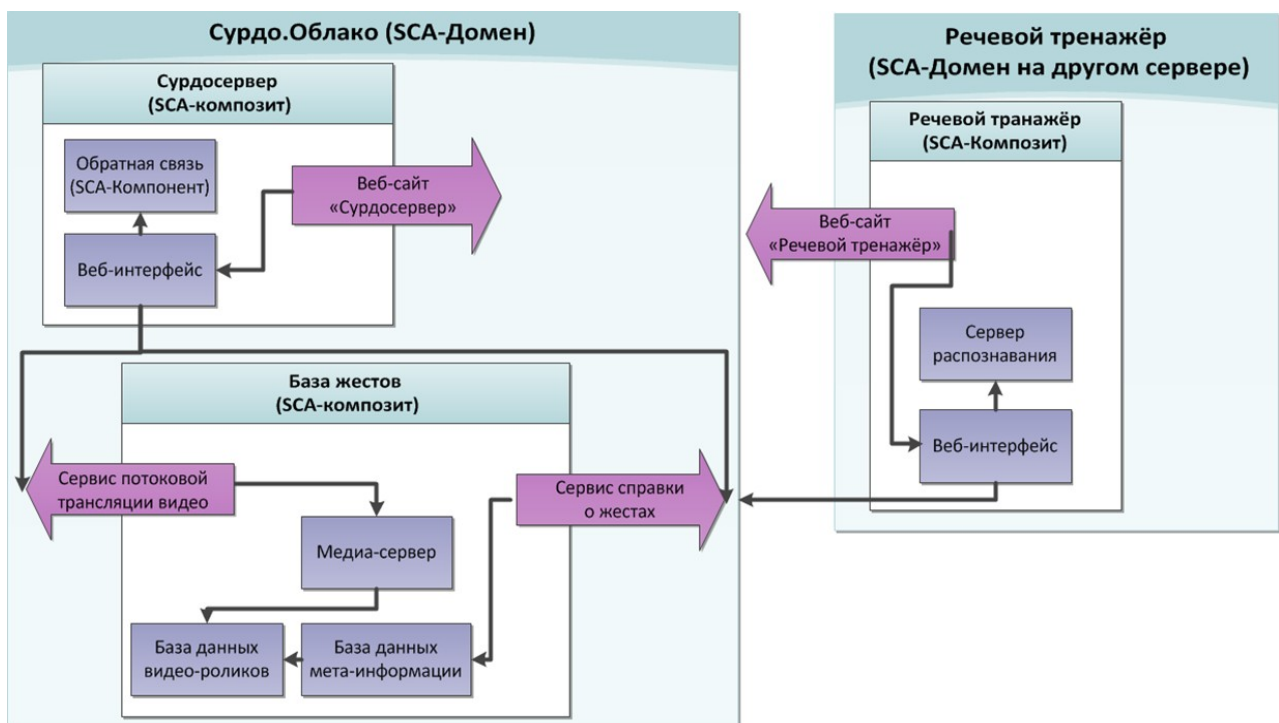 Сурдо.Облако (SCA-Домен)
Сурдосервер
(SCA-композит)
Обратная связь
(SCA-Компонент)
Веб-интерфейс
Веб-сайт
«Сурдосервер»
База жестов
(SCA-композит)
Сервис потоковой
трансляции видео
Медиа-сервер
База данных
видео-роликов
База данных
мета-информации
Сервис справки
о жестах
Речевой тренажёр
(SCA-Домен на другом сервере)
Речевой транажёр
(SCA-Композит)
Веб-сайт
«Речевой тренажёр»
Сервер
распознавания
Веб-интерфейс